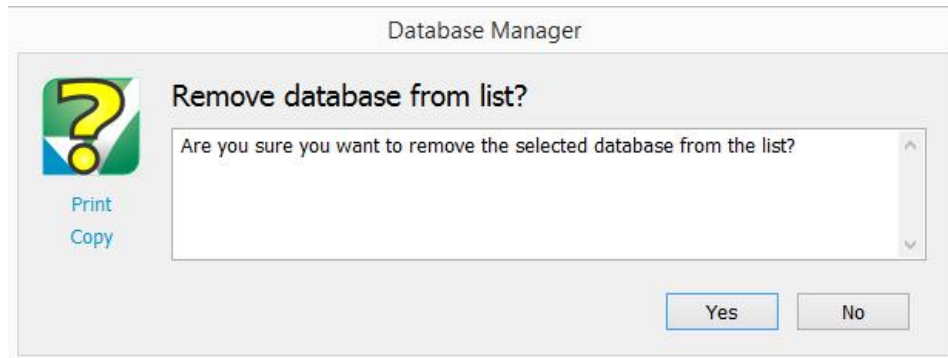 Database Manager
Remove database from list?
Are you sure you want to remove the selected database from the list?
Print
Copy
Yes No